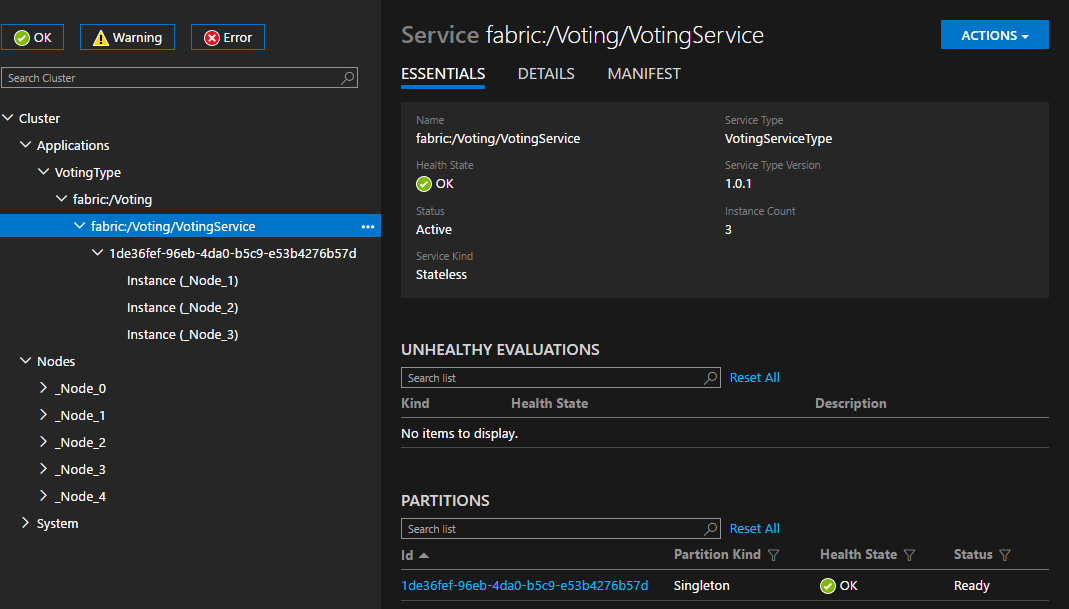 OK Warning Error
Search Cluster
Cluster
Applications
VotingType
fabric:/Voting
fabric:/Voting/VotingService
1de36fef-96eb-4da0-b5c9-e53b4276b57d
Instance (_Node_1)
Instance (_Node_2)
Instance (_Node_3)
Nodes
_Node_0
_Node_1
_Node_2
_Node_3
_Node_4
System
Service fabric:/Voting/VotingService
ACTIONS
ESSENTIALS DETAILS MANIFEST
Name Service Type
fabric:/Voting/VotingService VotingServiceType
Health State Service Type Version
OK 1.0.1
Status Instance Count
Active 3
Service Kind
Stateless
UNHEALTHY EVALUATIONS
Search list Reset All
Kind Health State Description
No items to display.
PARTITIONS
Search list Reset All
Id Partition Kind Health State Status
1de36fef-96eb-4da0-b5c9-e53b4276b57d Singleton OK Ready